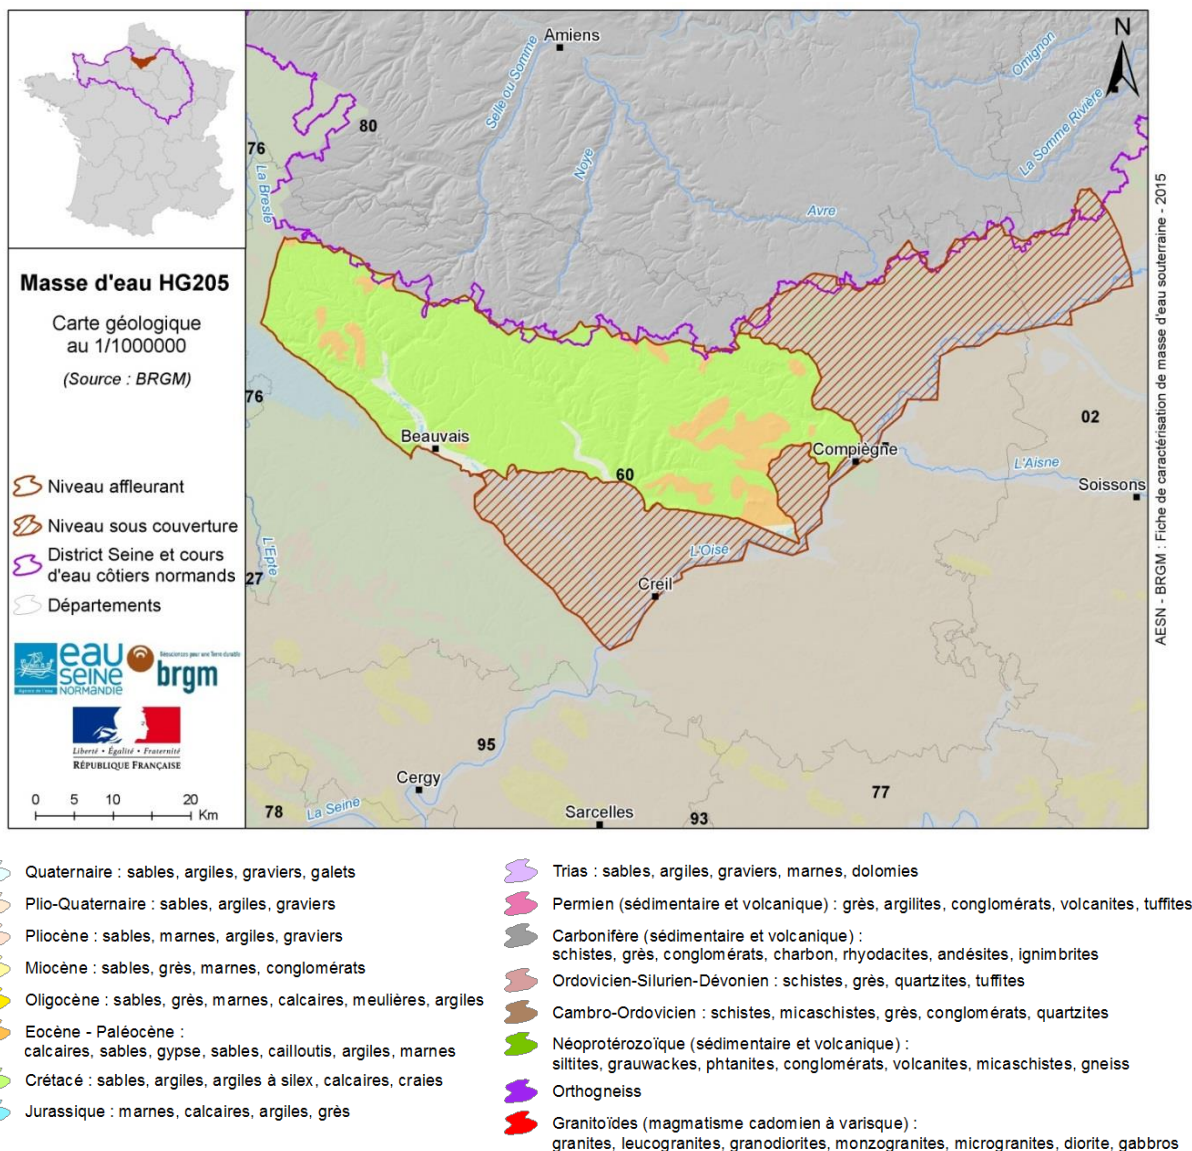 Masse d'eau HG205
Carte géologique
au 1/1000000
(Source : BRGM)
Niveau affleurant
Niveau sous couverture
District Seine et cours
d'eau côtiers normands
Départements
eau
SEINE
NORMANDIE
brgm
Liberté • Égalité • Fraternité
RÉPUBLIQUE FRANÇAISE
0 5 10 20
Km
N
Amiens
Selle ou Somme
Noye
Omignon
La Somme Rivière
Avre
80
76
La Bresle
76
Beauvais
60
Compiègne
02
L'Aisne
Soissons
L'Epte
27
L'Oise
Creil
95
Cergy
77
La Seine
78
Sarcelles
93
AESN - BRGM : Fiche de caractérisation de masse d'eau souterraine - 2015
Quaternaire : sables, argiles, graviers, galets
Plio-Quaternaire : sables, argiles, graviers
Pliocène : sables, marnes, argiles, graviers
Miocène : sables, grès, marnes, conglomérats
Oligocène : sables, grès, marnes, calcaires, meulières, argiles
Eocène - Paléocène :
calcaires, sables, gypse, sables, cailloutis, argiles, marnes
Crétacé : sables, argiles, argiles à silex, calcaires, craies
Jurassique : marnes, calcaires, argiles, grès
Trias : sables, argiles, graviers, marnes, dolomies
Permien (sédimentaire et volcanique) : grès, argilites, conglomérats, volcanites, tuffites
Carbonifère (sédimentaire et volcanique) :
schistes, grès, conglomérats, charbon, rhyodacites, andésites, ignimbrites
Ordovicien-Silurien-Dévonien : schistes, grès, quartzites, tuffites
Cambro-Ordovicien : schistes, micaschistes, grès, conglomérats, quartzites
Néoprotérozoïque (sédimentaire et volcanique) :
siltites, grauwackes, phtanites, conglomérats, volcanites, micaschistes, gneiss
Orthogneiss
Granitoïdes (magmatisme cadomien à varisque) :
granites, leucogranites, granodiorites, monzogranites, microgranites, diorite, gabbros